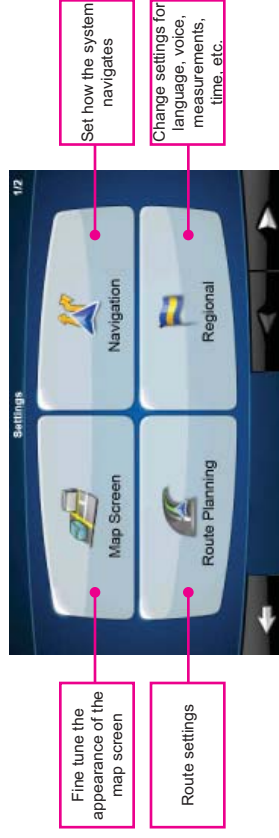 Settings
1/2
Map Screen
Navigation
Route Planning
Regional
Fine tune the
appearance of the
map screen
Route settings
Set how the system
navigates
Change settings for
language, voice,
measurements,
time, etc.